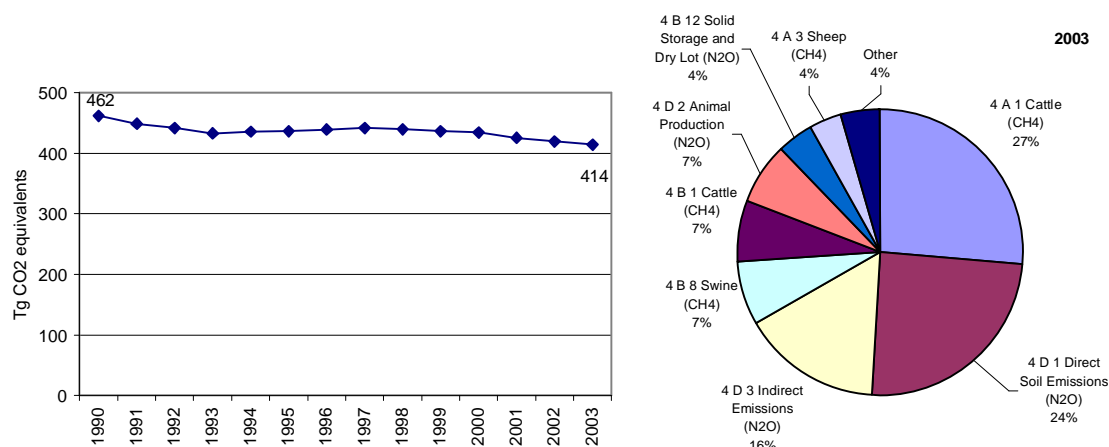 Tg CO2 equivalents
500
400
300
200
100
0
462
414
1990
1991
1992
1993
1994
1995
1996
1997
1998
1999
2000
2001
2002
2003
2003
4 B 12 Solid
Storage and
Dry Lot (N2O)
4%
4 A 3 Sheep
(CH4)
4%
Other
4%
4 A 1 Cattle
(CH4)
27%
4 D 2 Animal
Production
(N2O)
7%
4 B 1 Cattle
(CH4)
7%
4 B 8 Swine
(CH4)
7%
4 D 3 Indirect
Emissions
(N2O)
16%
4 D 1 Direct
Soil Emissions
(N2O)
24%